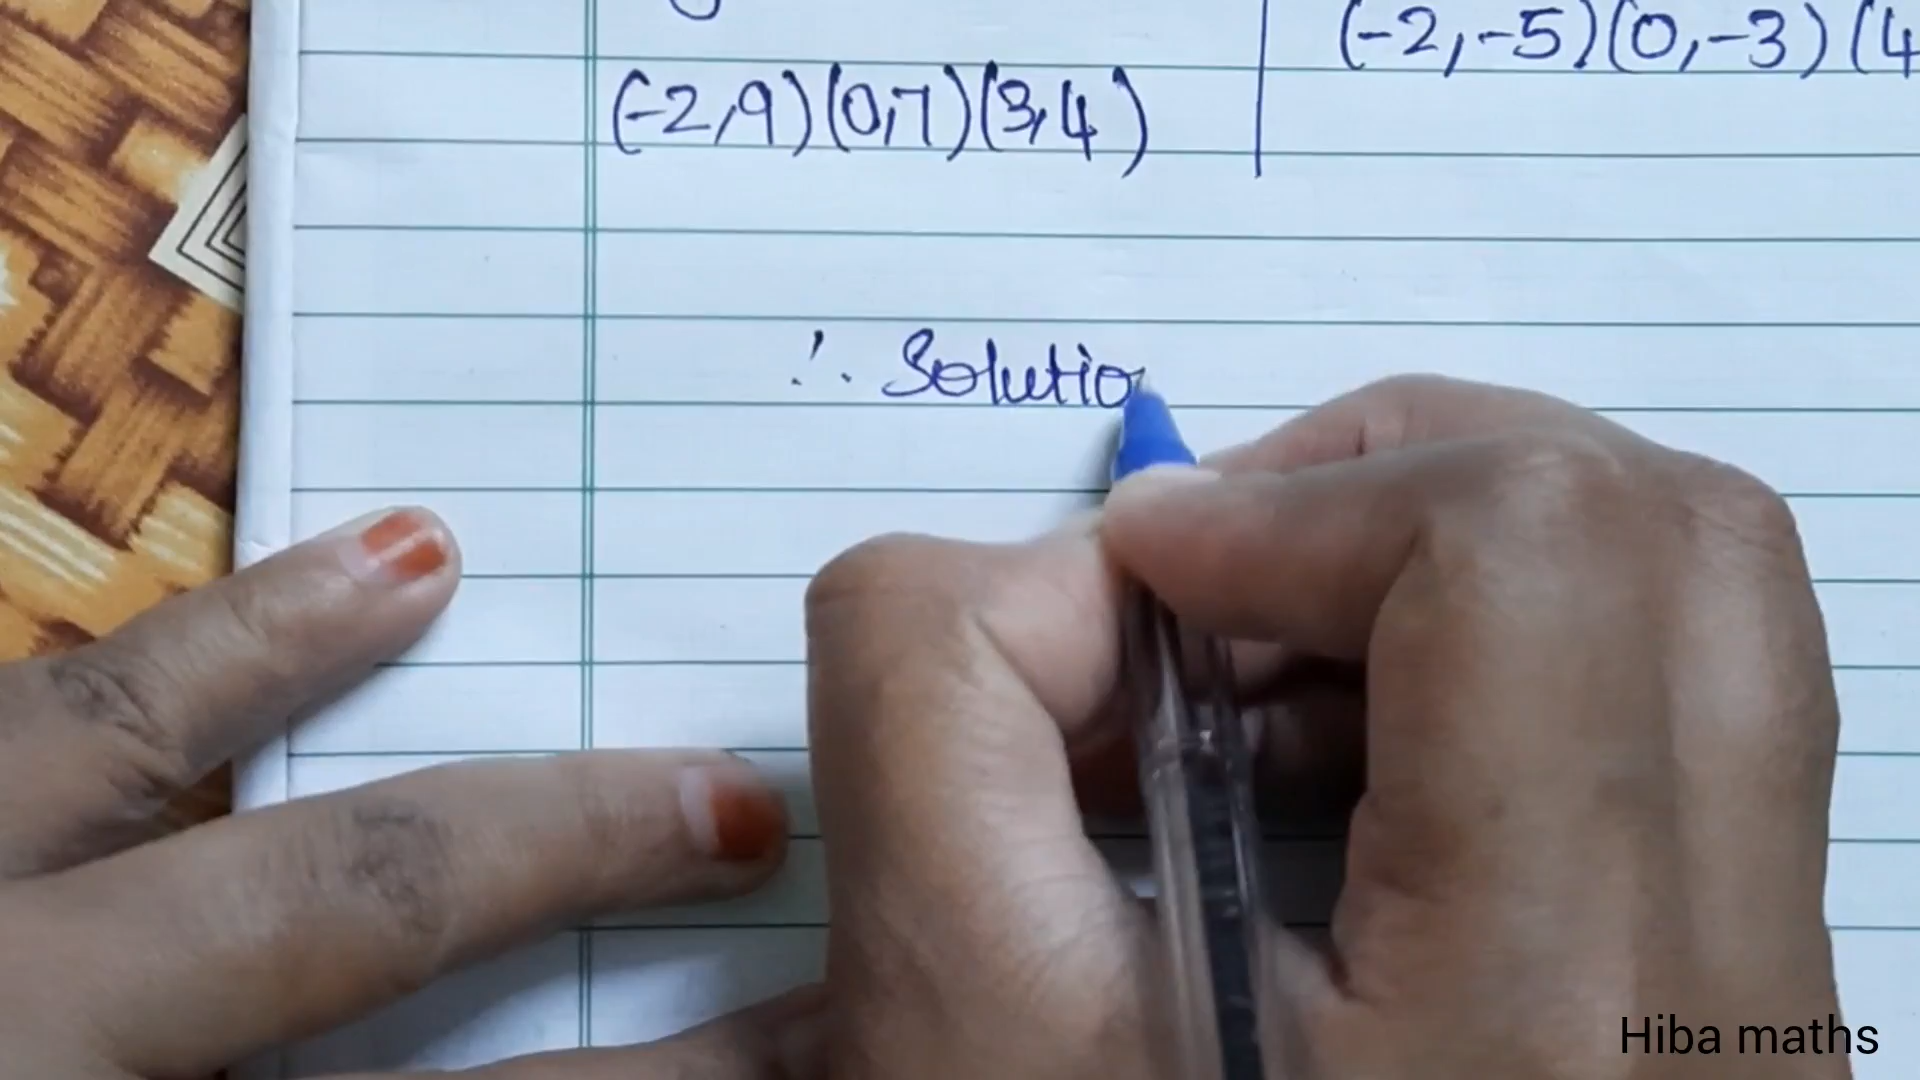 (-2,-5)(0,-3)(4
(-2,9)(0,7)(3,4)
∴ Solutio
Hiba maths